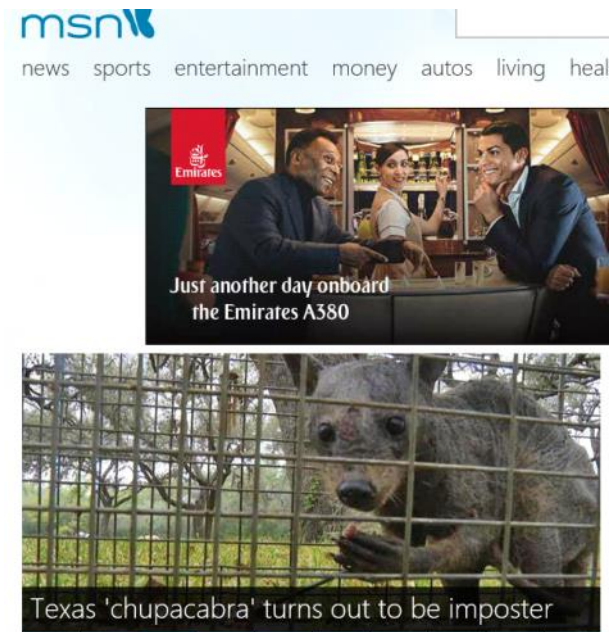 msn
news sports entertainment money autos living heal
Emirates
Just another day onboard
the Emirates A380
Texas 'chupacabra' turns out to be imposter